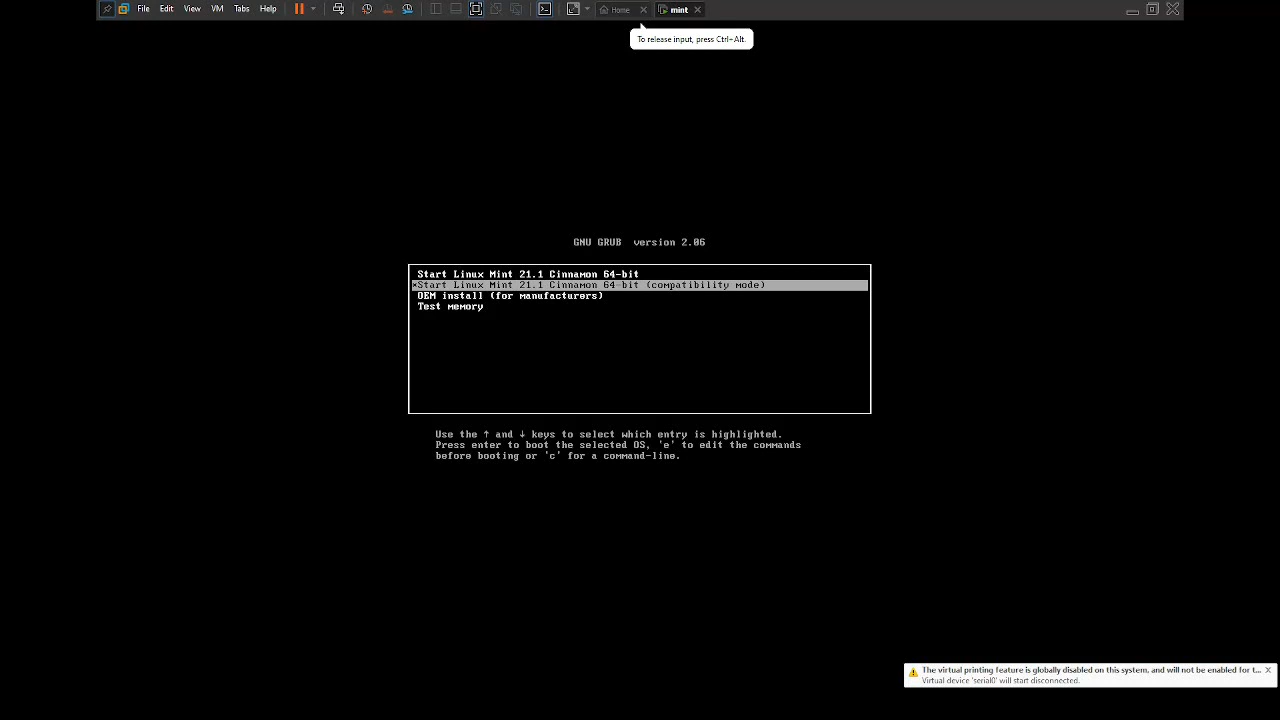 File Edit View VM Tabs Help Home mint
To release input, press Ctrl+Alt.
GNU GRUB version 2.06
Start Linux Mint 21.1 Cinnamon 64-bit
*Start Linux Mint 21.1 Cinnamon 64-bit (compatibility mode)
OEM install (for manufacturers)
Test memory
Use the ↑ and ↓ keys to select which entry is highlighted.
Press enter to boot the selected OS, 'e' to edit the commands
before booting or 'c' for a command-line.
The virtual printing feature is globally disabled on this system, and will not be enabled for t...
Virtual device 'serial0' will start disconnected.